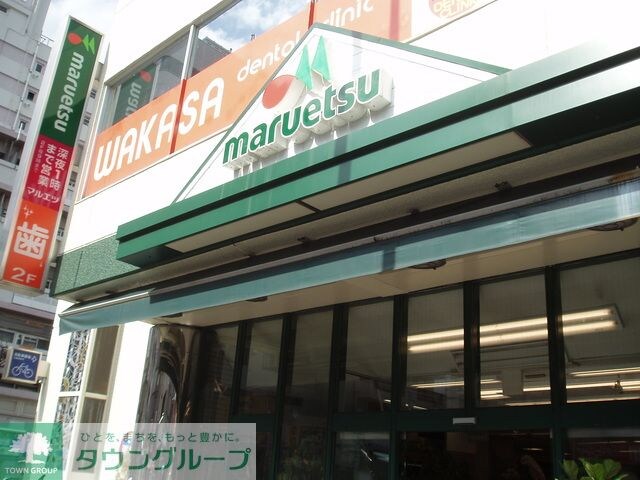 maruetsu
深夜1時
まで営業
マルエツ
歯
2F
WAKASA dental clinic
maruetsu
ひとを、まちを、もっと豊かに。
タウングループ
TOWN GROUP